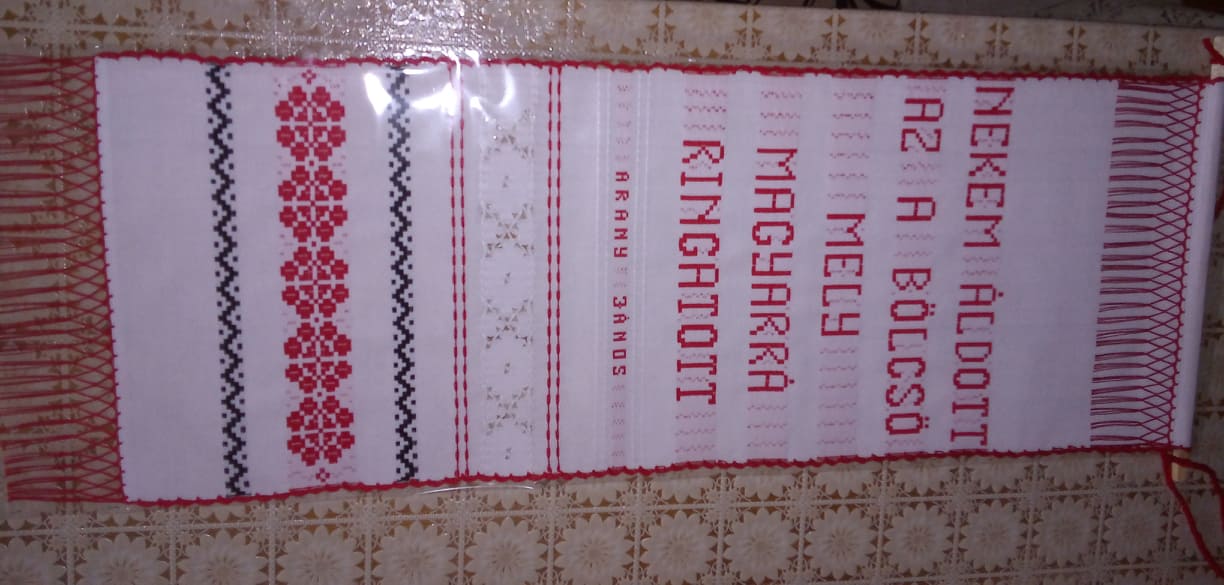 NEKEM ÁLDOTT
AZ A BÖLCSŐ
MELY
MAGYARRÁ
RINGATOTT
ARANY JÁNOS